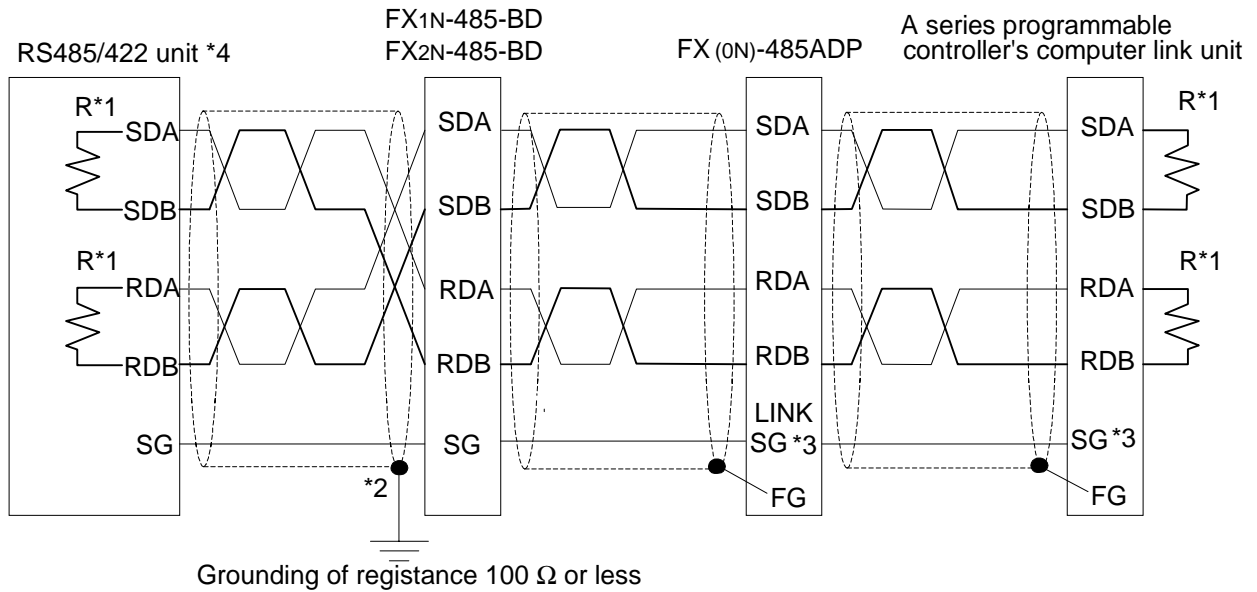 FX1N-485-BD
FX2N-485-BD
RS485/422 unit *4
FX (0N)-485ADP
A series programmable
controller's computer link unit
R*1
SDA
SDB
R*1
RDA
RDB
SG
*2
SDA
SDB
RDA
RDB
SG
SDA
SDB
RDA
RDB
LINK
SG *3
FG
SDA
SDB
RDA
RDB
SG *3
FG
R*1
R*1
Grounding of registance 100 Ω or less